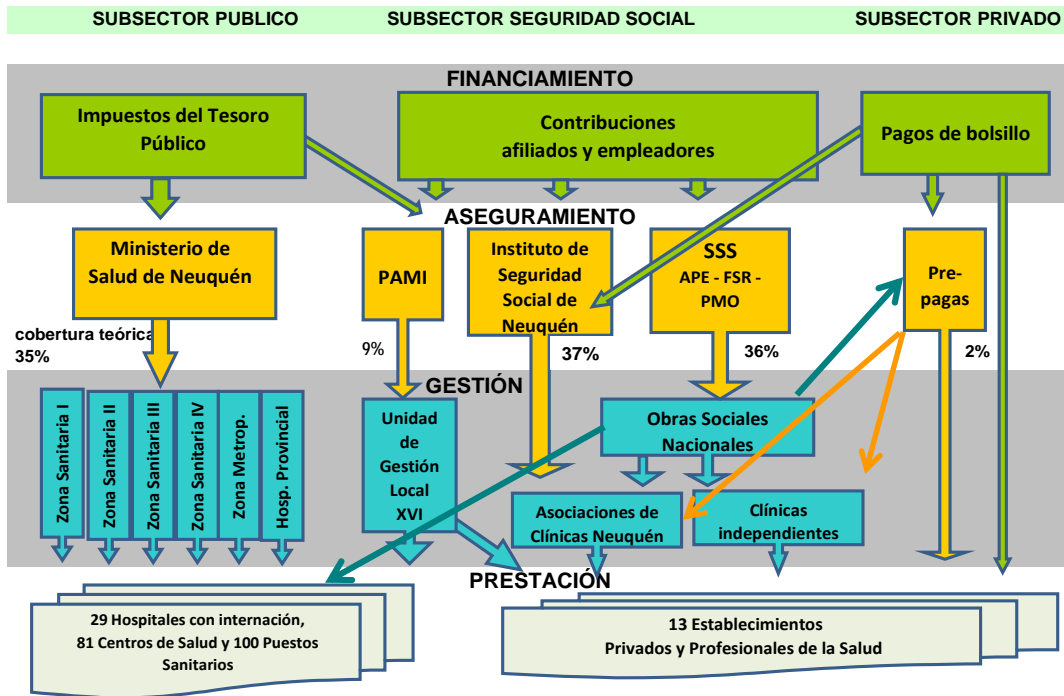 SUBSECTOR PUBLICO
SUBSECTOR SEGURIDAD SOCIAL
SUBSECTOR PRIVADO
FINANCIAMIENTO
Impuestos del Tesoro
Público
Contribuciones
afiliados y empleadores
Pagos de bolsillo
ASEGURAMIENTO
Ministerio de
Salud de Neuquén
PAMI
Instituto de
Seguridad
Social de
Neuquén
SSS
APE - FSR -
PMO
Pre-
pagas
cobertura teórica
35%
9%
37%
36%
2%
GESTIÓN
Zona Sanitaria I
Zona Sanitaria II
Zona Sanitaria III
Zona Sanitaria IV
Zona Metrop.
Hosp. Provincial
Unidad
de
Gestión
Local
XVI
Obras Sociales
Nacionales
Asociaciones de
Clínicas Neuquén
Clínicas
independientes
PRESTACIÓN
29 Hospitales con internación,
81 Centros de Salud y 100 Puestos
Sanitarios
13 Establecimientos
Privados y Profesionales de la Salud